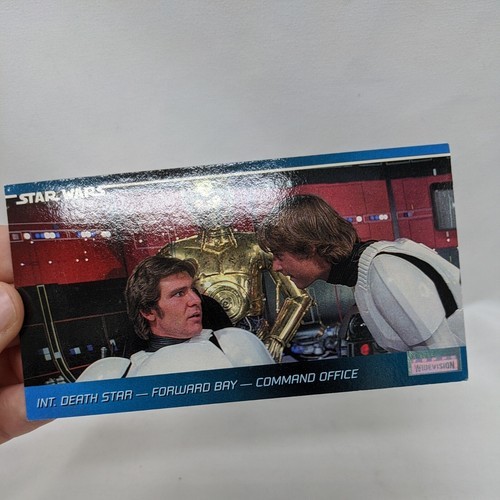 STAR WARS
INT. DEATH STAR — FORWARD BAY — COMMAND OFFICE
WIDEVISION